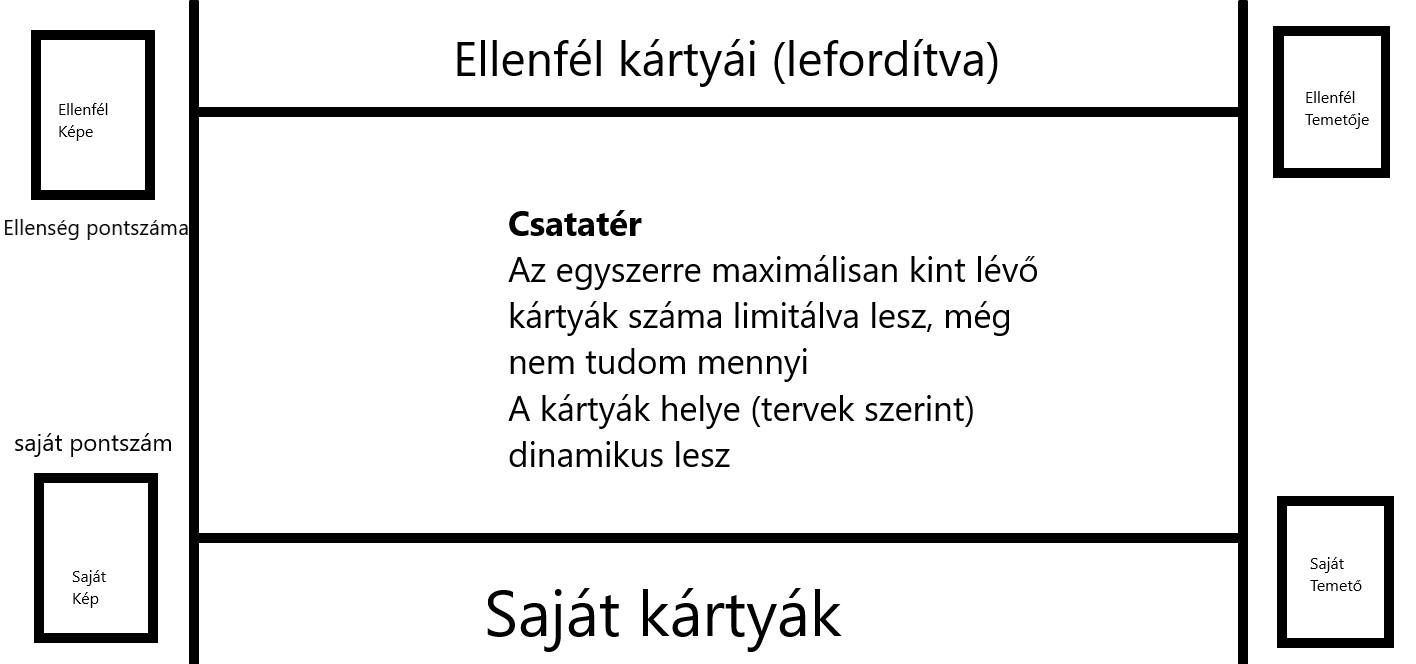 Ellenfél kártyái (lefordítva)
Ellenfél
Képe
Ellenség pontszáma
Ellenfél
Temetője
Csatatér
Az egyszerre maximálisan kint lévő
kártyák száma limitálva lesz, még
nem tudom mennyi
A kártyák helye (tervek szerint)
dinamikus lesz
saját pontszám
Saját
Kép
Saját
Temető
Saját kártyák